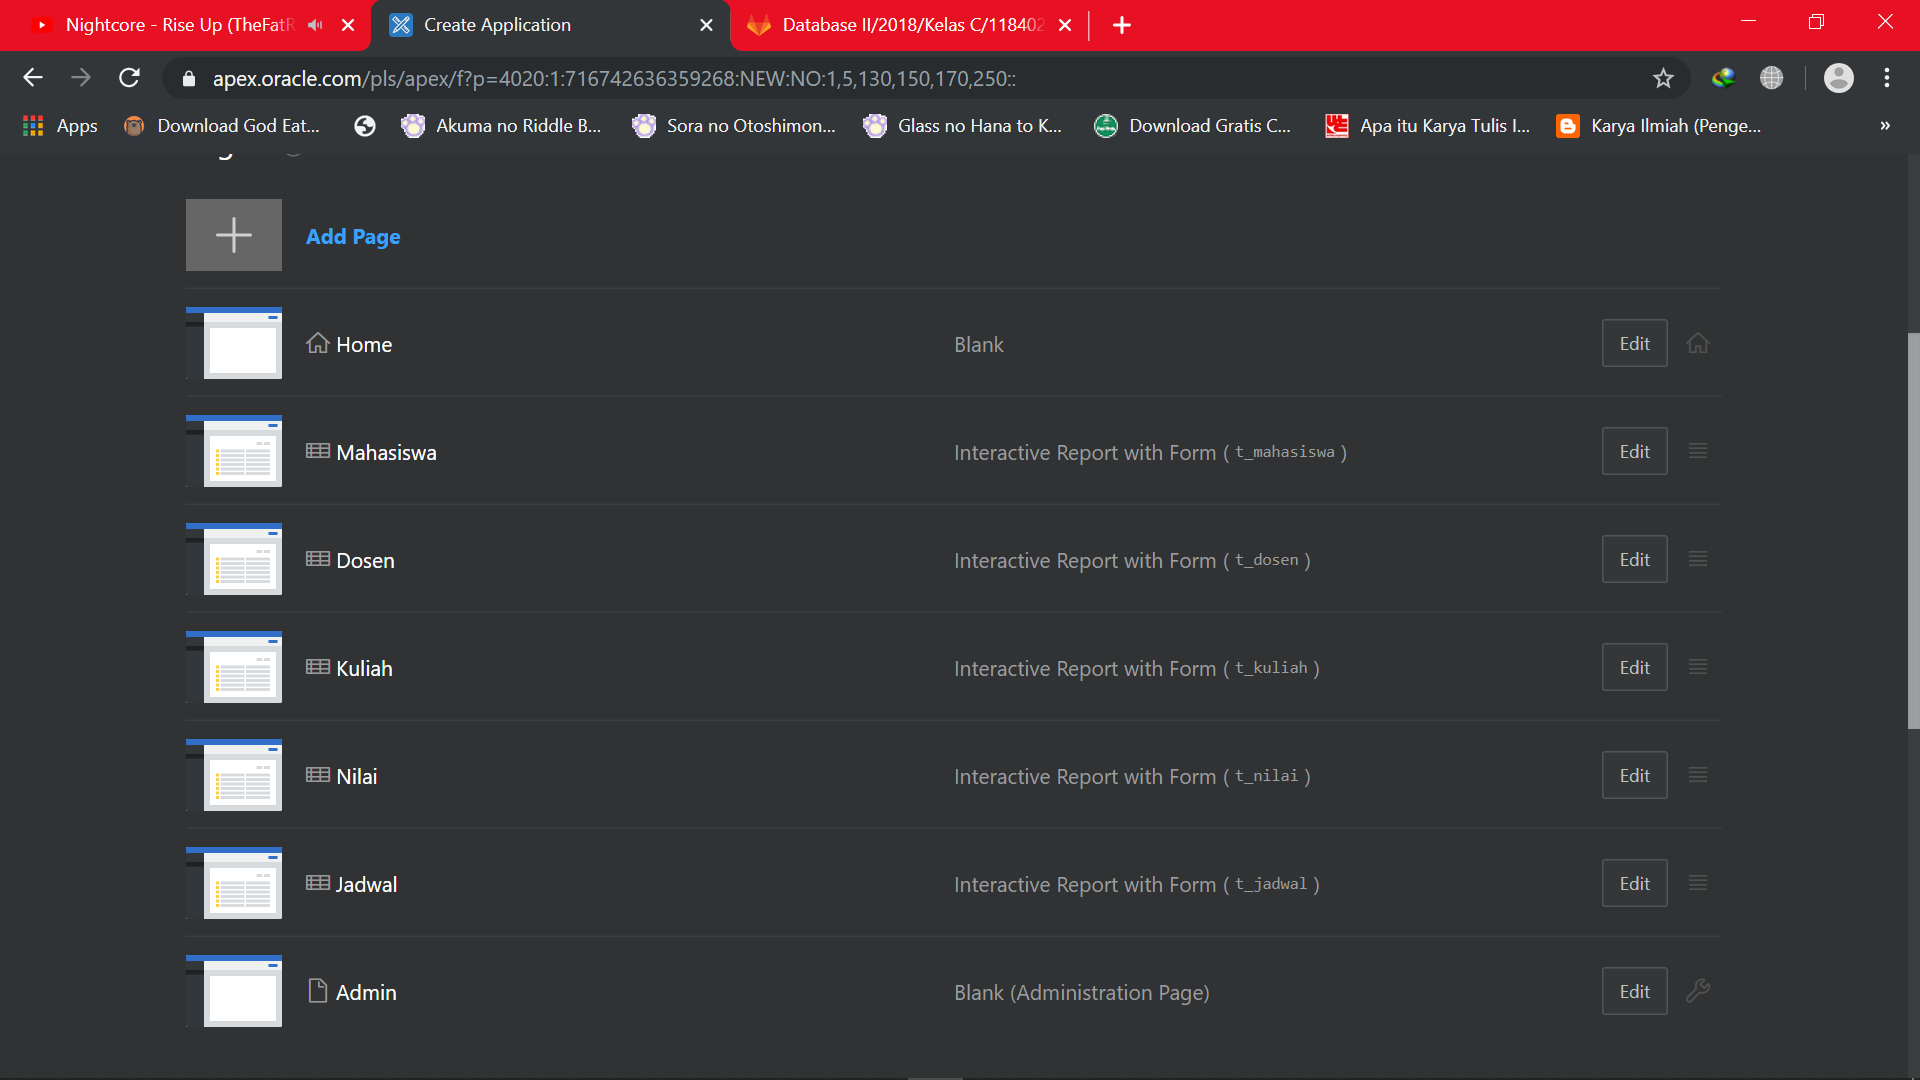 Nightcore - Rise Up (TheFatR
Create Application
Database II/2018/Kelas C/118402
apex.oracle.com/pls/apex/f?p=4020:1:716742636359268:NEW:NO:1,5,130,150,170,250::
Apps
Download God Eat...
Akuma no Riddle B...
Sora no Otoshimon...
Glass no Hana to K...
Download Gratis C...
Apa itu Karya Tulis I...
Karya Ilmiah (Penge...
»
Add Page
Home Blank Edit
Mahasiswa Interactive Report with Form ( t_mahasiswa ) Edit
Dosen Interactive Report with Form ( t_dosen ) Edit
Kuliah Interactive Report with Form ( t_kuliah ) Edit
Nilai Interactive Report with Form ( t_nilai ) Edit
Jadwal Interactive Report with Form ( t_jadwal ) Edit
Admin Blank (Administration Page) Edit